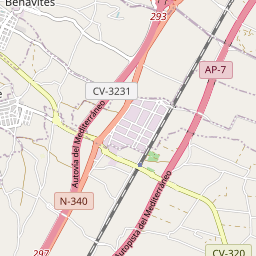 Benavites
293
AP-7
CV-3231
e
Autovía del Mediterráneo
N-340
Autopista del Mediterráneo
297
CV-320